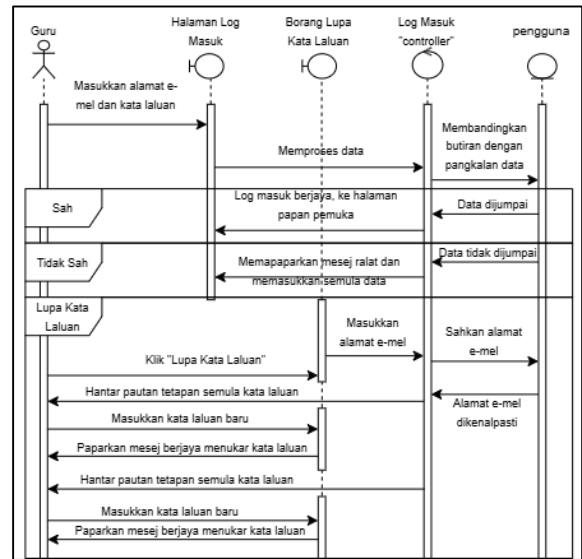 Guru
Halaman Log
Masuk
Borang Lupa
Kata Laluan
Log Masuk
"controller"
pengguna
Masukkan alamat e-
mel dan kata laluan
Memproses data
Membandingkan
butiran dengan
pangkalan data
Sah
Log masuk berjaya, ke halaman
papan pemuka
Data dijumpai
Tidak Sah
Memapaparkan mesej ralat dan
memasukkan semula data
Data tidak dijumpai
Lupa Kata
Laluan
Masukkan
alamat e-mel
Sahkan alamat
e-mel
Klik "Lupa Kata Laluan"
Hantar pautan tetapan semula kata laluan
Alamat e-mel
dikenalpasti
Masukkan kata laluan baru
Paparkan mesej berjaya menukar kata laluan
Hantar pautan tetapan semula kata laluan
Masukkan kata laluan baru
Paparkan mesej berjaya menukar kata laluan